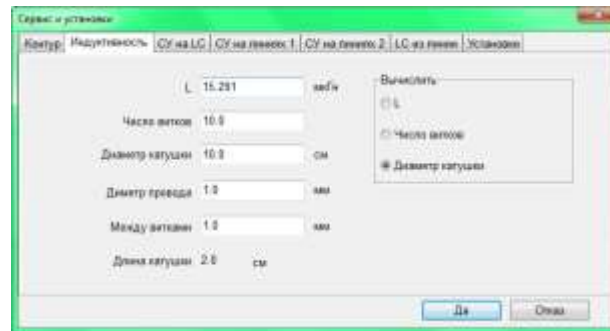 Сервис и установки
Контур Индуктивность СУ на LC СУ на линиях 1 СУ на линиях 2 LC из линии Установки
L 15.291 мкГн
Число витков 10.0
Диаметр катушки 10.0 см
Диметр провода 1.0 мм
Между витками 1.0 мм
Длина катушки 2.0 см
Вычислить
L
Число витков
Диаметр катушки
Да Отказ